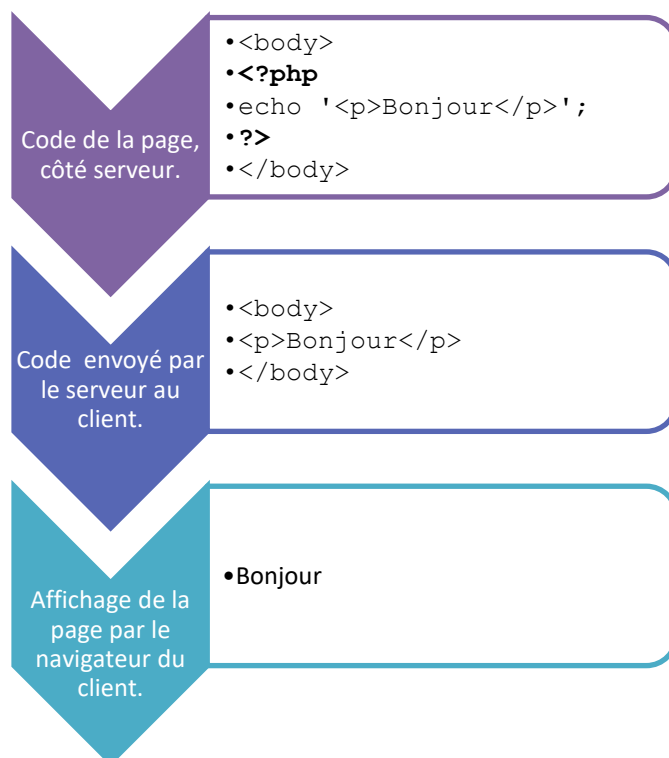 Code de la page,
côté serveur.
•<body>
•<?php
•echo '<p>Bonjour</p>';
•?>
•</body>
Code envoyé par
le serveur au
client.
•<body>
•<p>Bonjour</p>
•</body>
Affichage de la
page par le
navigateur du
client.
•Bonjour